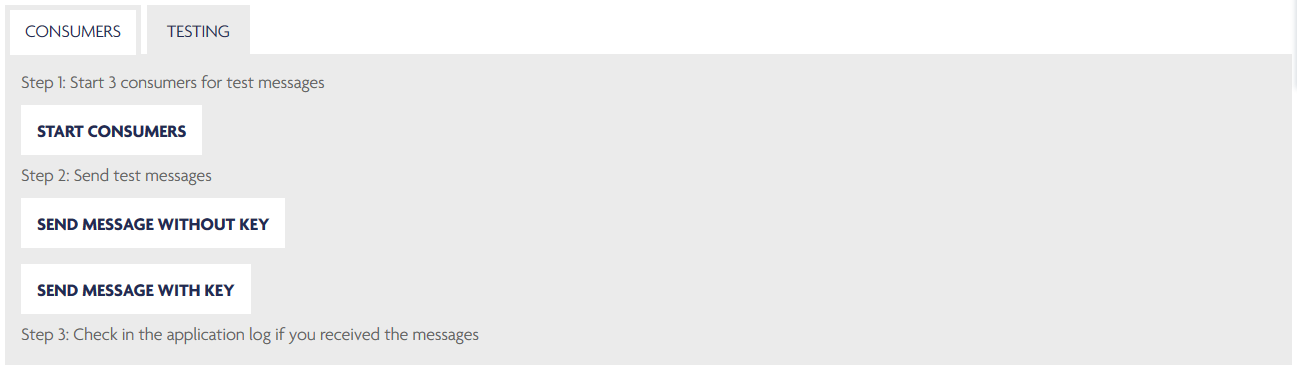 CONSUMERS TESTING
Step 1: Start 3 consumers for test messages
START CONSUMERS
Step 2: Send test messages
SEND MESSAGE WITHOUT KEY
SEND MESSAGE WITH KEY
Step 3: Check in the application log if you received the messages